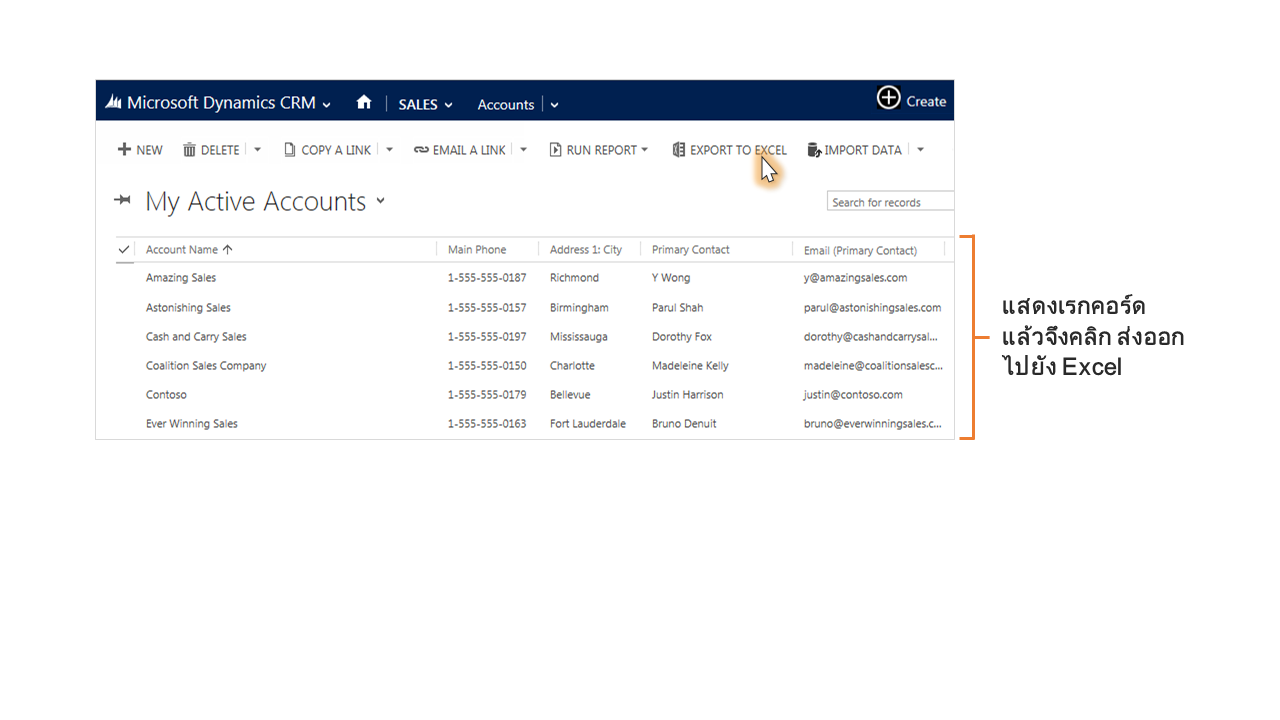 Microsoft Dynamics CRM SALES Accounts Create
NEW DELETE COPY A LINK EMAIL A LINK RUN REPORT EXPORT TO EXCEL IMPORT DATA
My Active Accounts Search for records
Account Name Main Phone Address 1: City Primary Contact Email (Primary Contact)
Amazing Sales 1-555-555-0187 Richmond Y Wong y@amazingsales.com
Astonishing Sales 1-555-555-0157 Birmingham Parul Shah parul@astonishingsales.com
Cash and Carry Sales 1-555-555-0197 Mississauga Dorothy Fox dorothy@cashandcarrysal...
Coalition Sales Company 1-555-555-0150 Charlotte Madeleine Kelly madeleine@coalitionsalesc...
Contoso 1-555-555-0179 Bellevue Justin Harrison justin@contoso.com
Ever Winning Sales 1-555-555-0163 Fort Lauderdale Bruno Denuit bruno@everwinningsales.c...
แสดงเรกคอร์ด
แล้วจึงคลิก ส่งออก
ไปยัง Excel